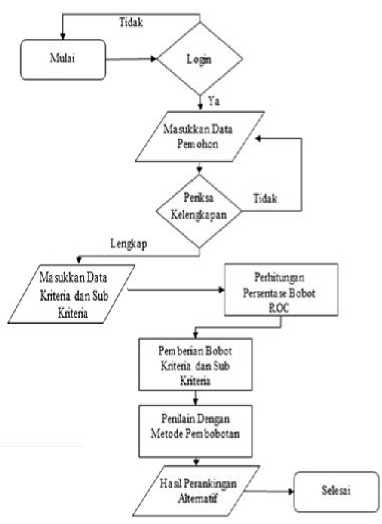 Tidak
Mulai
Login
Ya
Masukkan Data
Pemohon
Periksa
Kelengkapan
Tidak
Lengkap
Masukkan Data
Kriteria dan Sub
Kriteria
Perhitungan
Persentase Bobot
ROC
Pemberian Bobot
Kriteria dan Sub
Kriteria
Penilain Dengan
Metode Pembobotan
Hasil Perankingan
Alternatif
Selesai